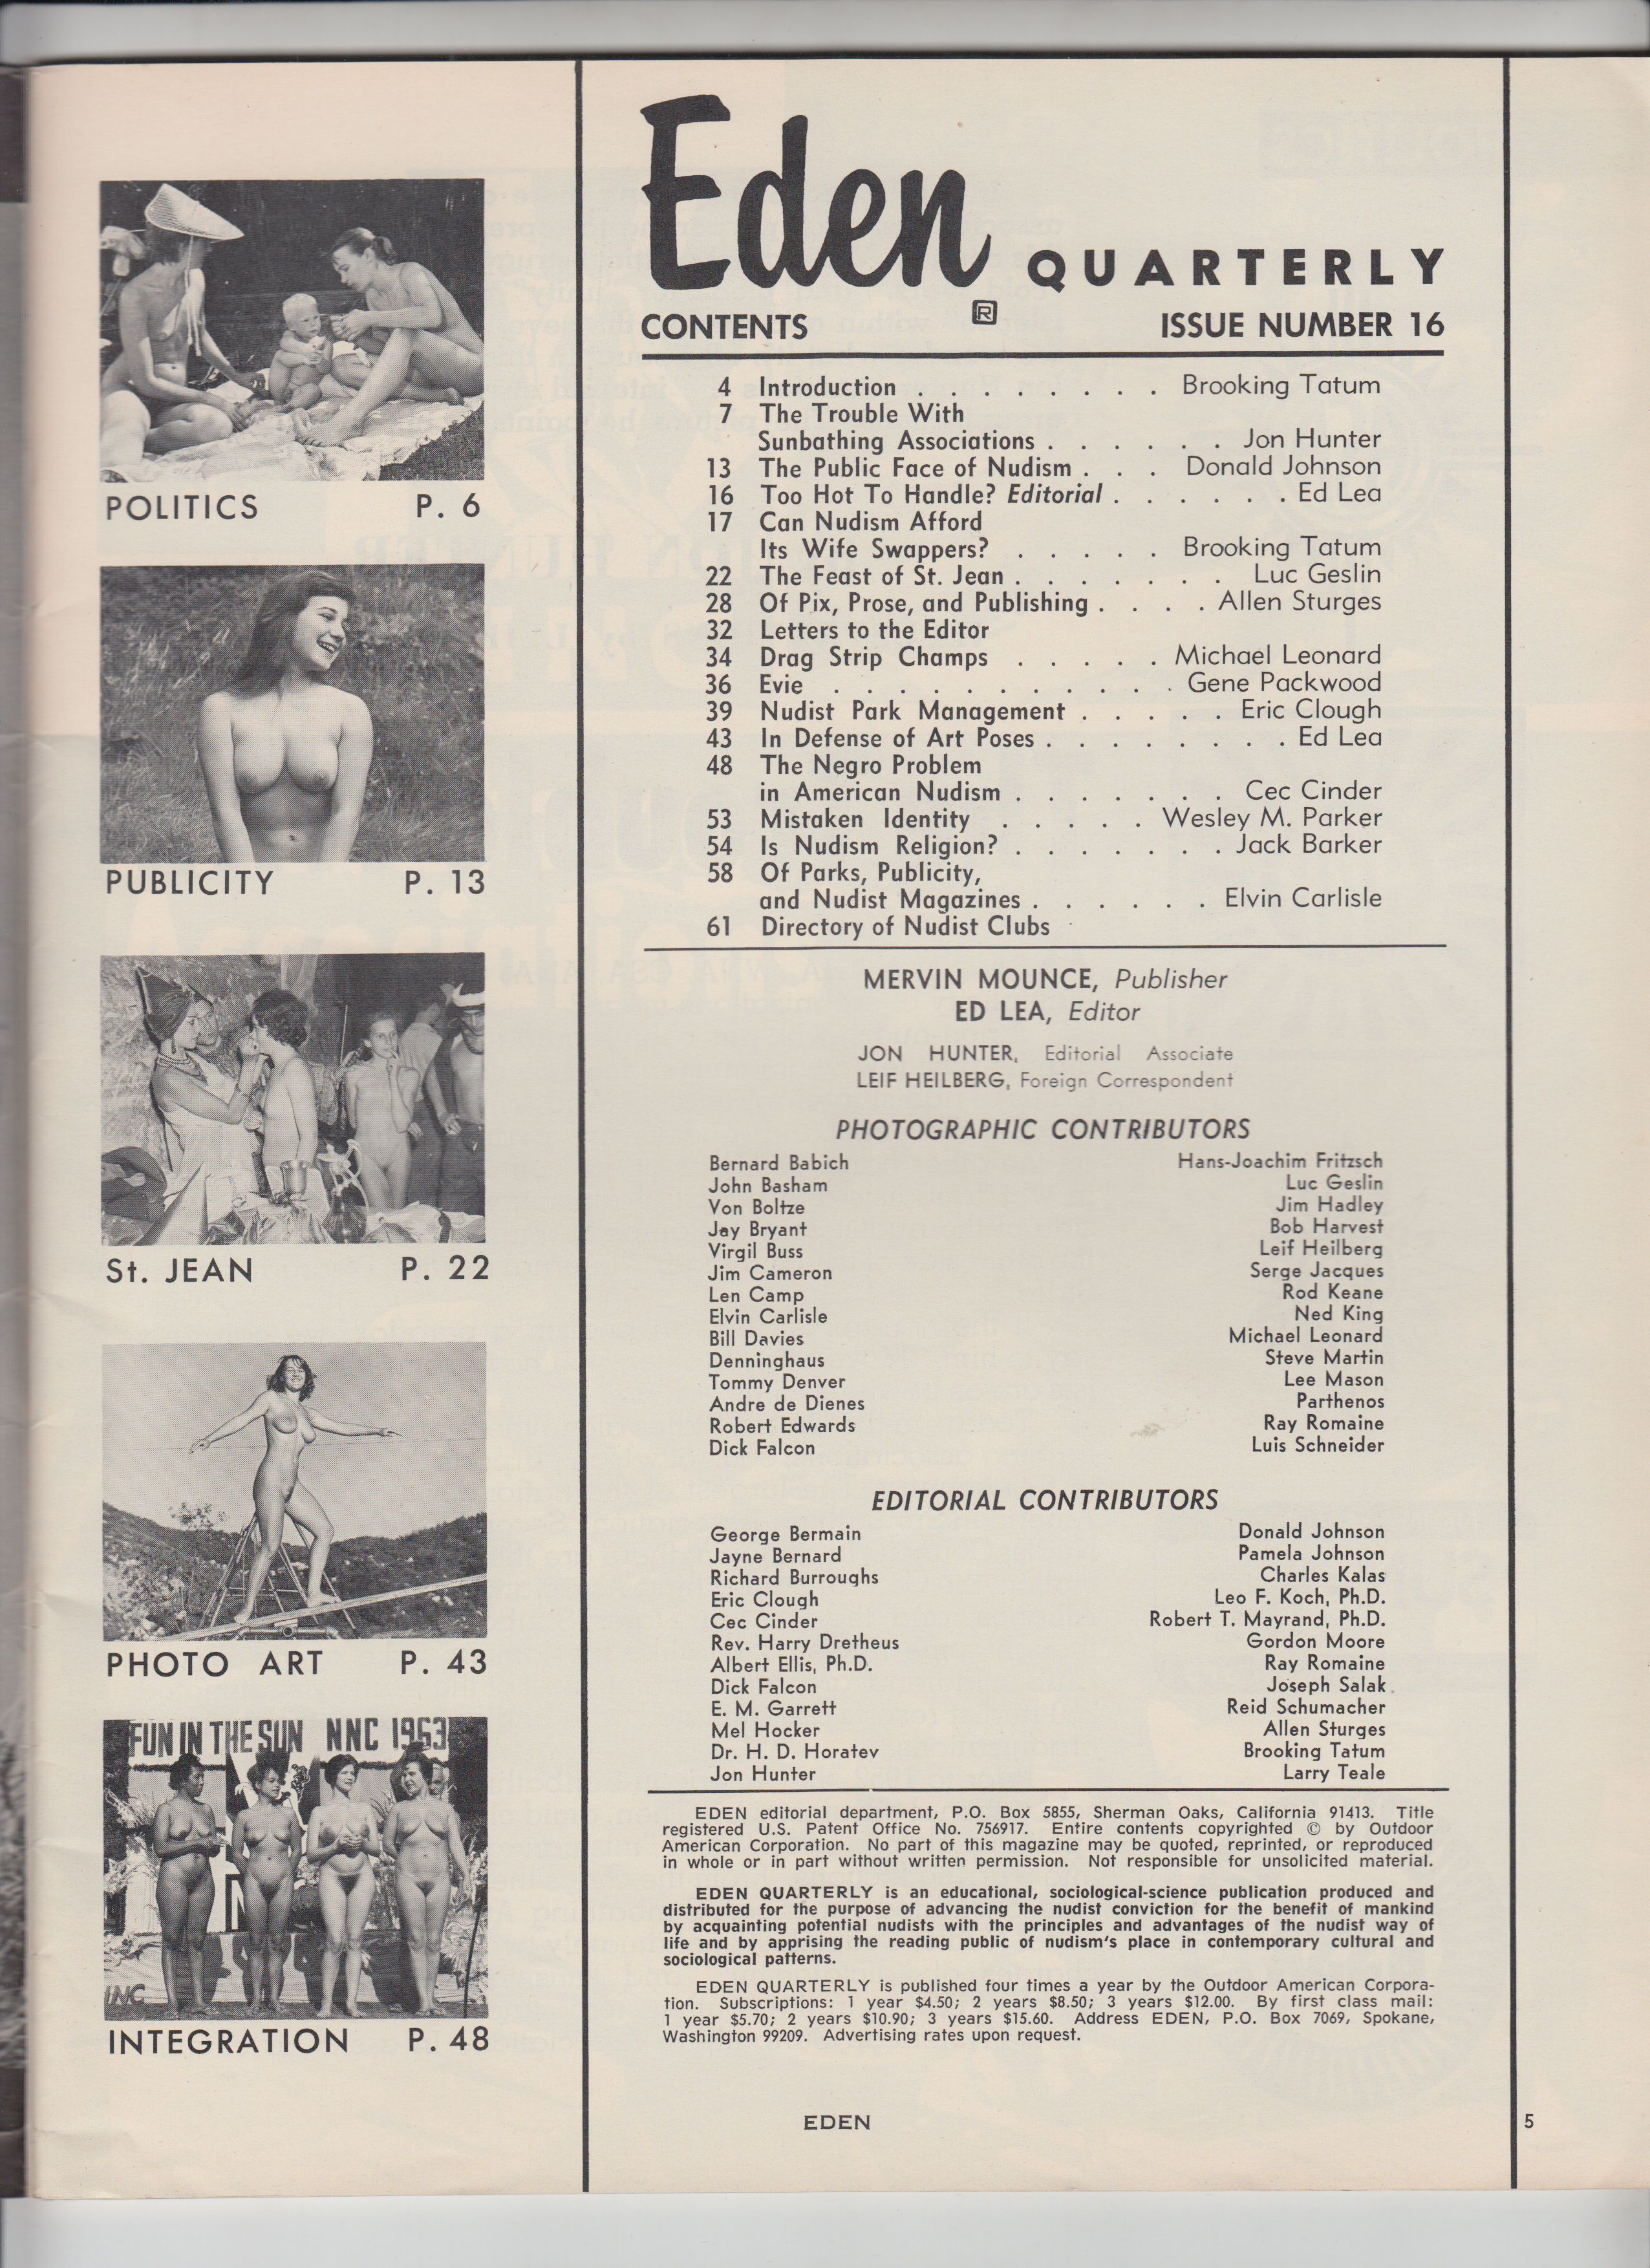 Eden QUARTERLY
®
CONTENTS ISSUE NUMBER 16
4 Introduction . . . . . . . . Brooking Tatum
7 The Trouble With
Sunbathing Associations . . . . . . Jon Hunter
13 The Public Face of Nudism . . . Donald Johnson
16 Too Hot To Handle? Editorial . . . . . . Ed Lea
17 Can Nudism Afford
Its Wife Swappers? . . . . . Brooking Tatum
22 The Feast of St. Jean . . . . . . . Luc Geslin
28 Of Pix, Prose, and Publishing . . . . Allen Sturges
32 Letters to the Editor
34 Drag Strip Champs . . . . . Michael Leonard
36 Evie . . . . . . . . . . . Gene Packwood
39 Nudist Park Management . . . . . Eric Clough
43 In Defense of Art Poses . . . . . . . . Ed Lea
48 The Negro Problem
in American Nudism . . . . . . . Cec Cinder
53 Mistaken Identity . . . . . Wesley M. Parker
54 Is Nudism Religion? . . . . . . . Jack Barker
58 Of Parks, Publicity,
and Nudist Magazines . . . . . . Elvin Carlisle
61 Directory of Nudist Clubs
MERVIN MOUNCE, Publisher
ED LEA, Editor
JON HUNTER, Editorial Associate
LEIF HEILBERG, Foreign Correspondent
PHOTOGRAPHIC CONTRIBUTORS
Bernard Babich Hans-Joachim Fritzsch
John Basham Luc Geslin
Von Boltze Jim Hadley
Jay Bryant Bob Harvest
Virgil Buss Leif Heilberg
Jim Cameron Serge Jacques
Len Camp Rod Keane
Elvin Carlisle Ned King
Bill Davies Michael Leonard
Denninghaus Steve Martin
Tommy Denver Lee Mason
Andre de Dienes Parthenos
Robert Edwards Ray Romaine
Dick Falcon Luis Schneider
EDITORIAL CONTRIBUTORS
George Bermain Donald Johnson
Jayne Bernard Pamela Johnson
Richard Burroughs Charles Kalas
Eric Clough Leo F. Koch, Ph.D.
Cec Cinder Robert T. Mayrand, Ph.D.
Rev. Harry Dretheus Gordon Moore
Albert Ellis, Ph.D. Ray Romaine
Dick Falcon Joseph Salak
E. M. Garrett Reid Schumacher
Mel Hocker Allen Sturges
Dr. H. D. Horatev Brooking Tatum
Jon Hunter Larry Teale
EDEN editorial department, P.O. Box 5855, Sherman Oaks, California 91413. Title
registered U.S. Patent Office No. 756917. Entire contents copyrighted © by Outdoor
American Corporation. No part of this magazine may be quoted, reprinted, or reproduced
in whole or in part without written permission. Not responsible for unsolicited material.
EDEN QUARTERLY is an educational, sociological-science publication produced and
distributed for the purpose of advancing the nudist conviction for the benefit of mankind
by acquainting potential nudists with the principles and advantages of the nudist way of
life and by apprising the reading public of nudism's place in contemporary cultural and
sociological patterns.
EDEN QUARTERLY is published four times a year by the Outdoor American Corpora-
tion. Subscriptions: 1 year $4.50; 2 years $8.50; 3 years $12.00. By first class mail:
1 year $5.70; 2 years $10.90; 3 years $15.60. Address EDEN, P.O. Box 7069, Spokane,
Washington 99209. Advertising rates upon request.
POLITICS P. 6
PUBLICITY P. 13
St. JEAN P. 22
PHOTO ART P. 43
FUN IN THE SUN NNC 1963
INC
INTEGRATION P. 48
EDEN
5